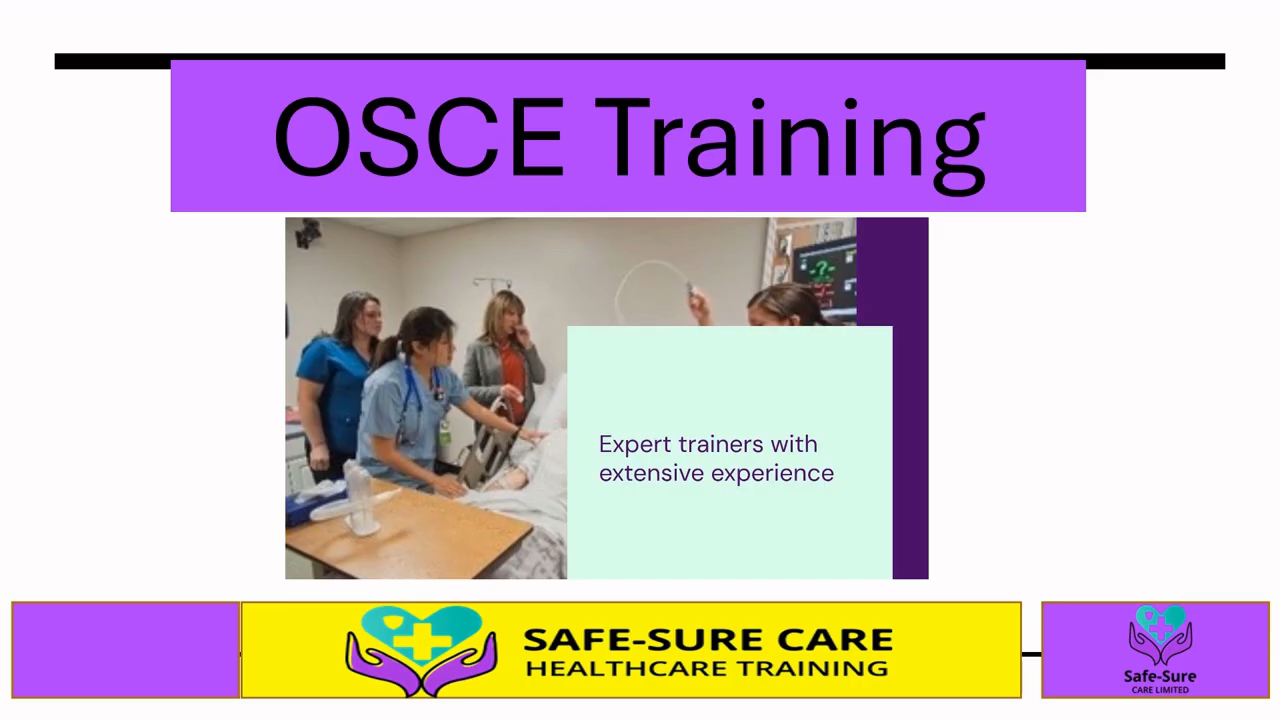 OSCE Training
Expert trainers with
extensive experience
SAFE-SURE CARE
HEALTHCARE TRAINING
Safe-Sure
CARE LIMITED